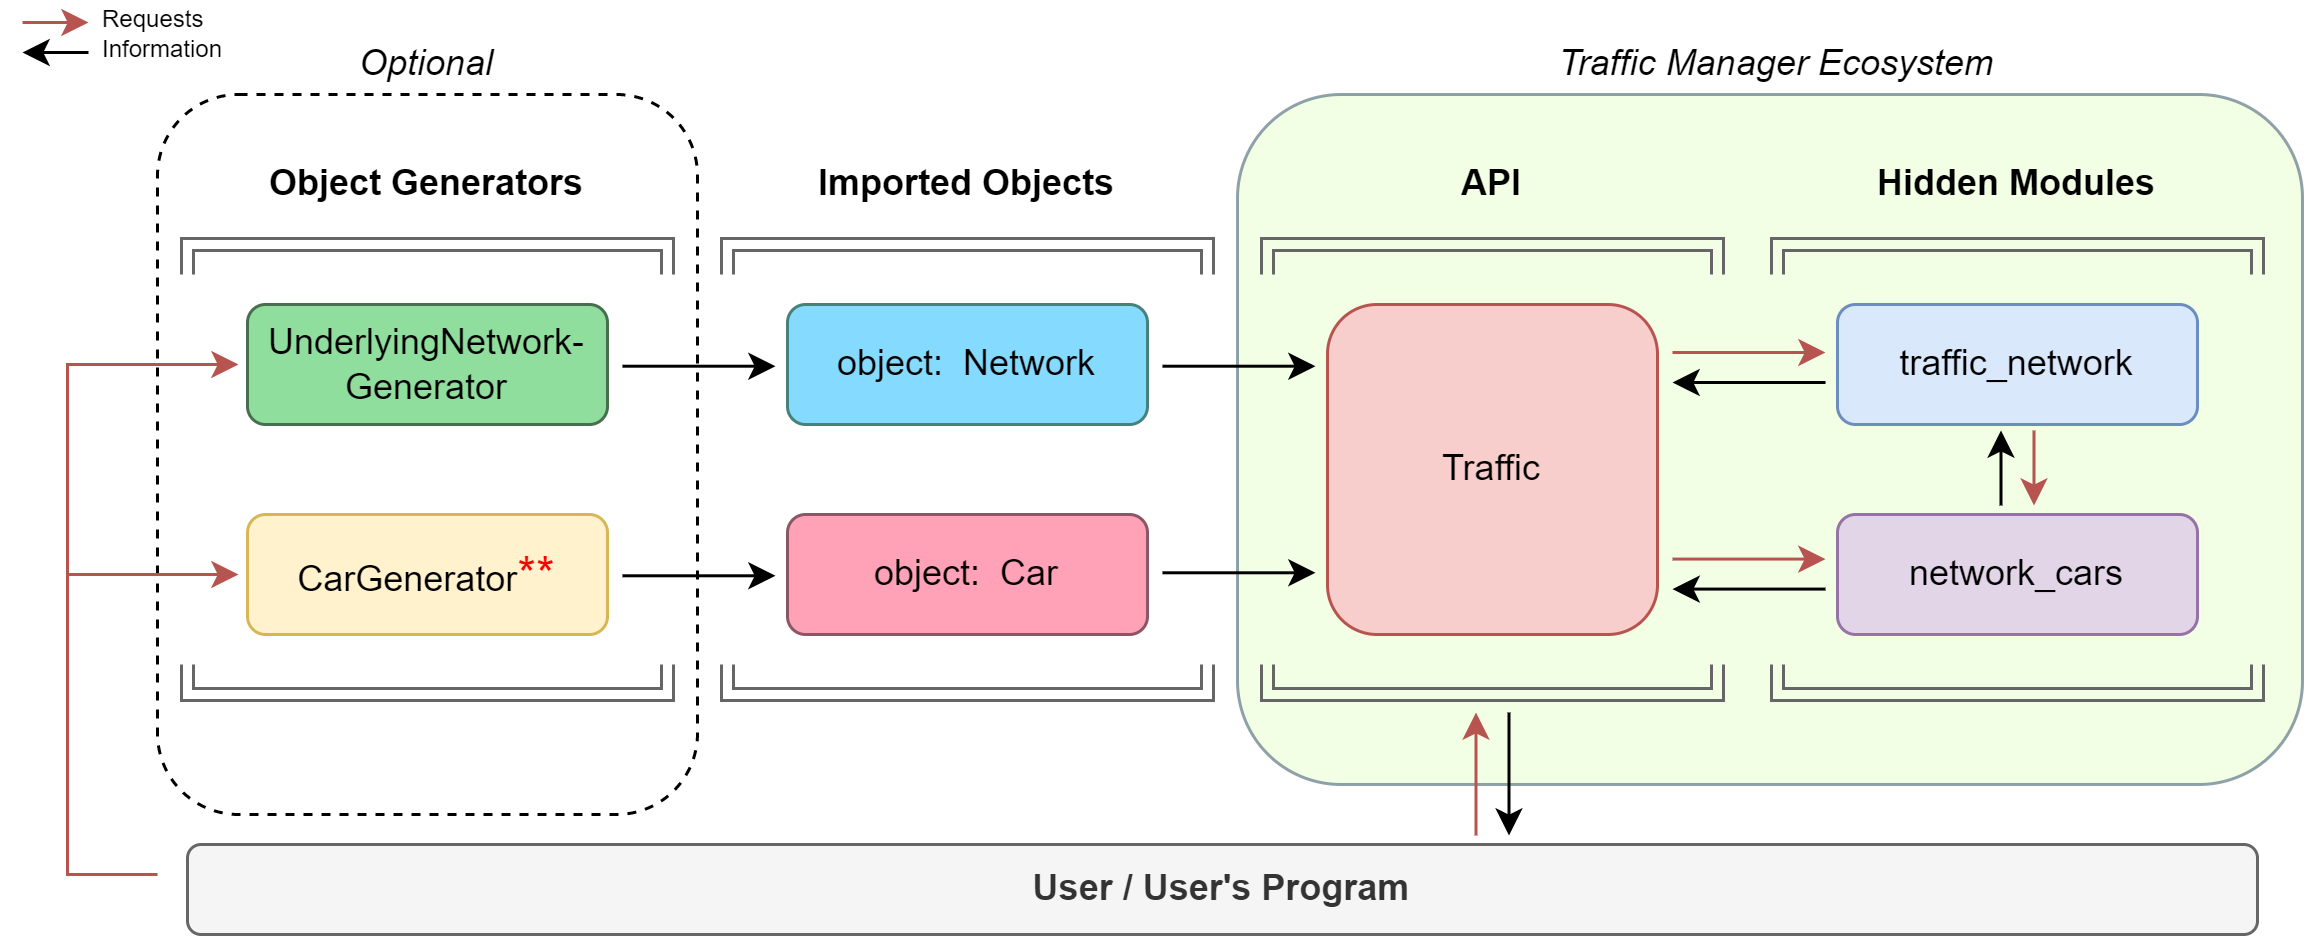 Requests
Information
Optional
Traffic Manager Ecosystem
Object Generators
Imported Objects
API
Hidden Modules
UnderlyingNetwork-
Generator
object: Network
traffic_network
Traffic
CarGenerator**
object: Car
network_cars
User / User's Program